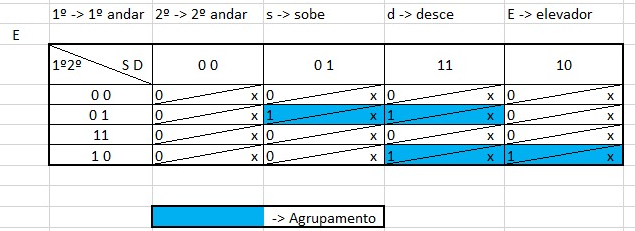 1º -> 1º andar 2º -> 2º andar s -> sobe d -> desce E -> elevador
E
1º2º S D 0 0 0 1 11 10
0 0 0 x 0 x 0 x 0 x
0 1 0 x 1 x 1 x 0 x
11 0 x 0 x 0 x 0 x
1 0 0 x 0 x 1 x 1 x
-> Agrupamento